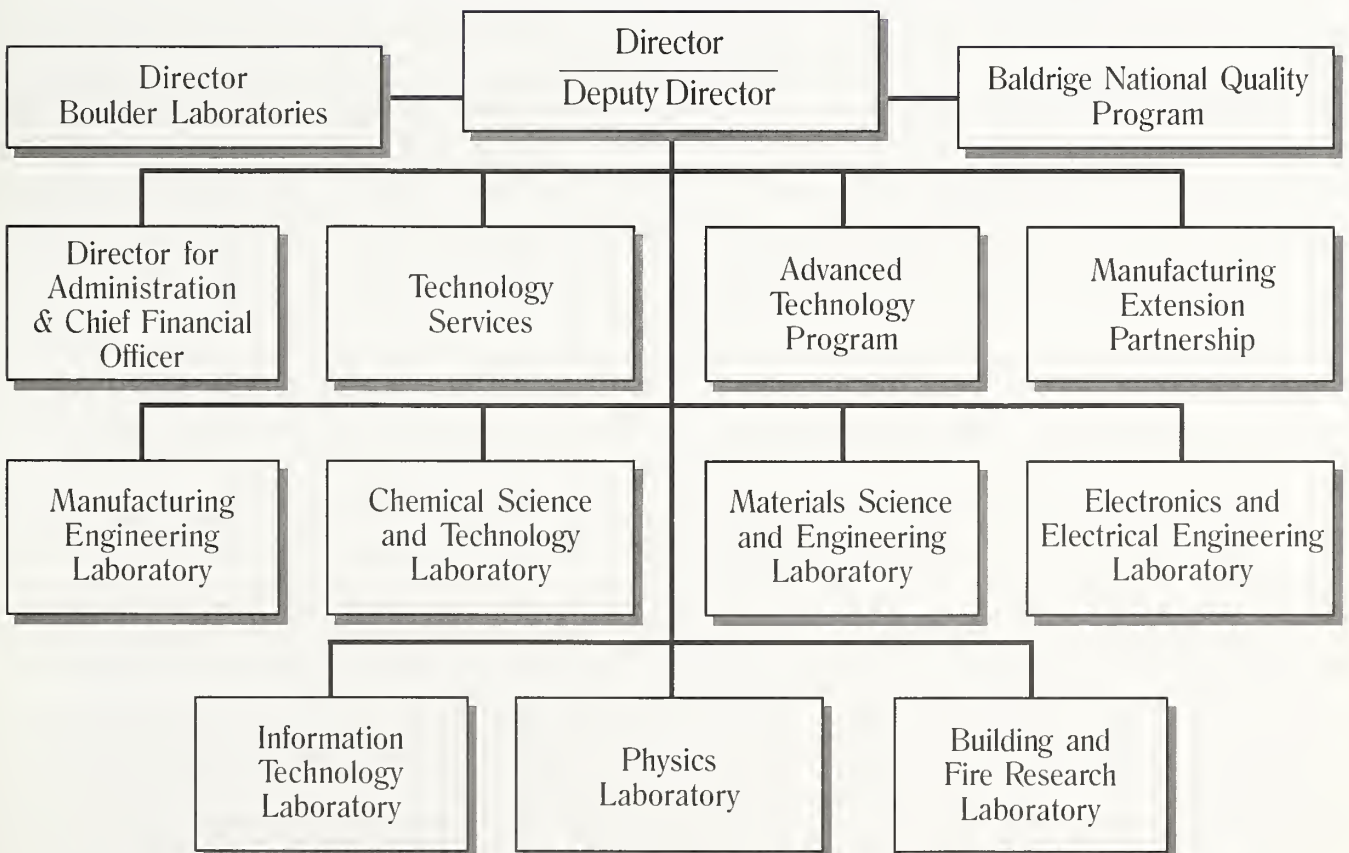 Director
Deputy Director
Director
Boulder Laboratories
Baldrige National Quality
Program
Director for
Administration
& Chief Financial
Officer
Technology
Services
Advanced
Technology
Program
Manufacturing
Extension
Partnership
Manufacturing
Engineering
Laboratory
Chemical Science
and Technology
Laboratory
Materials Science
and Engineering
Laboratory
Electronics and
Electrical Engineering
Laboratory
Information
Technology
Laboratory
Physics
Laboratory
Building and
Fire Research
Laboratory